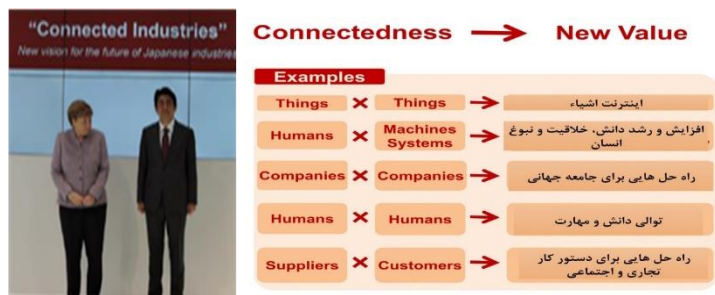 "Connected Industries"
New vision for the future of Japanese industries
Connectedness → New Value
Examples
Things × Things → اینترنت اشیاء
Humans × Machines Systems → افزایش و رشد دانش، خلاقیت و نبوغ
انسان
Companies × Companies → راه حل هایی برای جامعه جهانی
Humans × Humans → توالی دانش و مهارت
Suppliers × Customers → راه حل هایی برای دستور کار
تجاری و اجتماعی